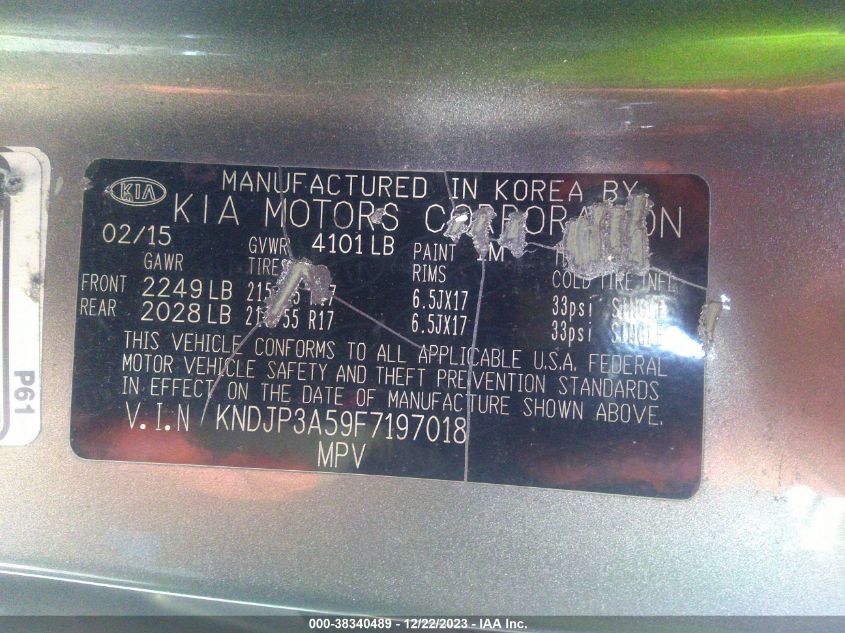 KIA
MANUFACTURED IN KOREA BY
KIA MOTORS CORPORATION
02/15 GVWR 4101 LB PAINT
GAWR TIRES RIMS COLD TIRE INFL.
FRONT 2249 LB R17 6.5JX17 33psi SINGLE
REAR 2028 LB 55 R17 6.5JX17 33psi SINGLE
THIS VEHICLE CONFORMS TO ALL APPLICABLE U.S.A. FEDERAL
MOTOR VEHICLE SAFETY AND THEFT PREVENTION STANDARDS
IN EFFECT ON THE DATE OF MANUFACTURE SHOWN ABOVE.
V.I.N KNDJP3A59F7197018
MPV
P61
000-38340489 - 12/22/2023 - IAA Inc.